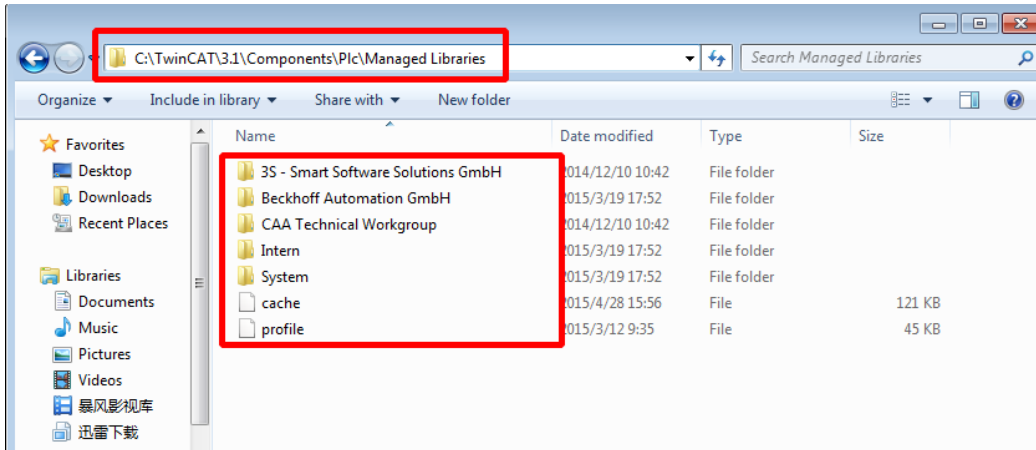 C:\TwinCAT\3.1\Components\Plc\Managed Libraries
Search Managed Libraries
Organize Include in library Share with New folder
Name Date modified Type Size
Favorites
Desktop
Downloads
Recent Places
Libraries
Documents
Music
Pictures
Videos
暴风影视库
迅雷下载
3S - Smart Software Solutions GmbH 2014/12/10 10:42 File folder
Beckhoff Automation GmbH 2015/3/19 17:52 File folder
CAA Technical Workgroup 2014/12/10 10:42 File folder
Intern 2015/3/19 17:52 File folder
System 2015/3/19 17:52 File folder
cache 2015/4/28 15:56 File 121 KB
profile 2015/3/12 9:35 File 45 KB